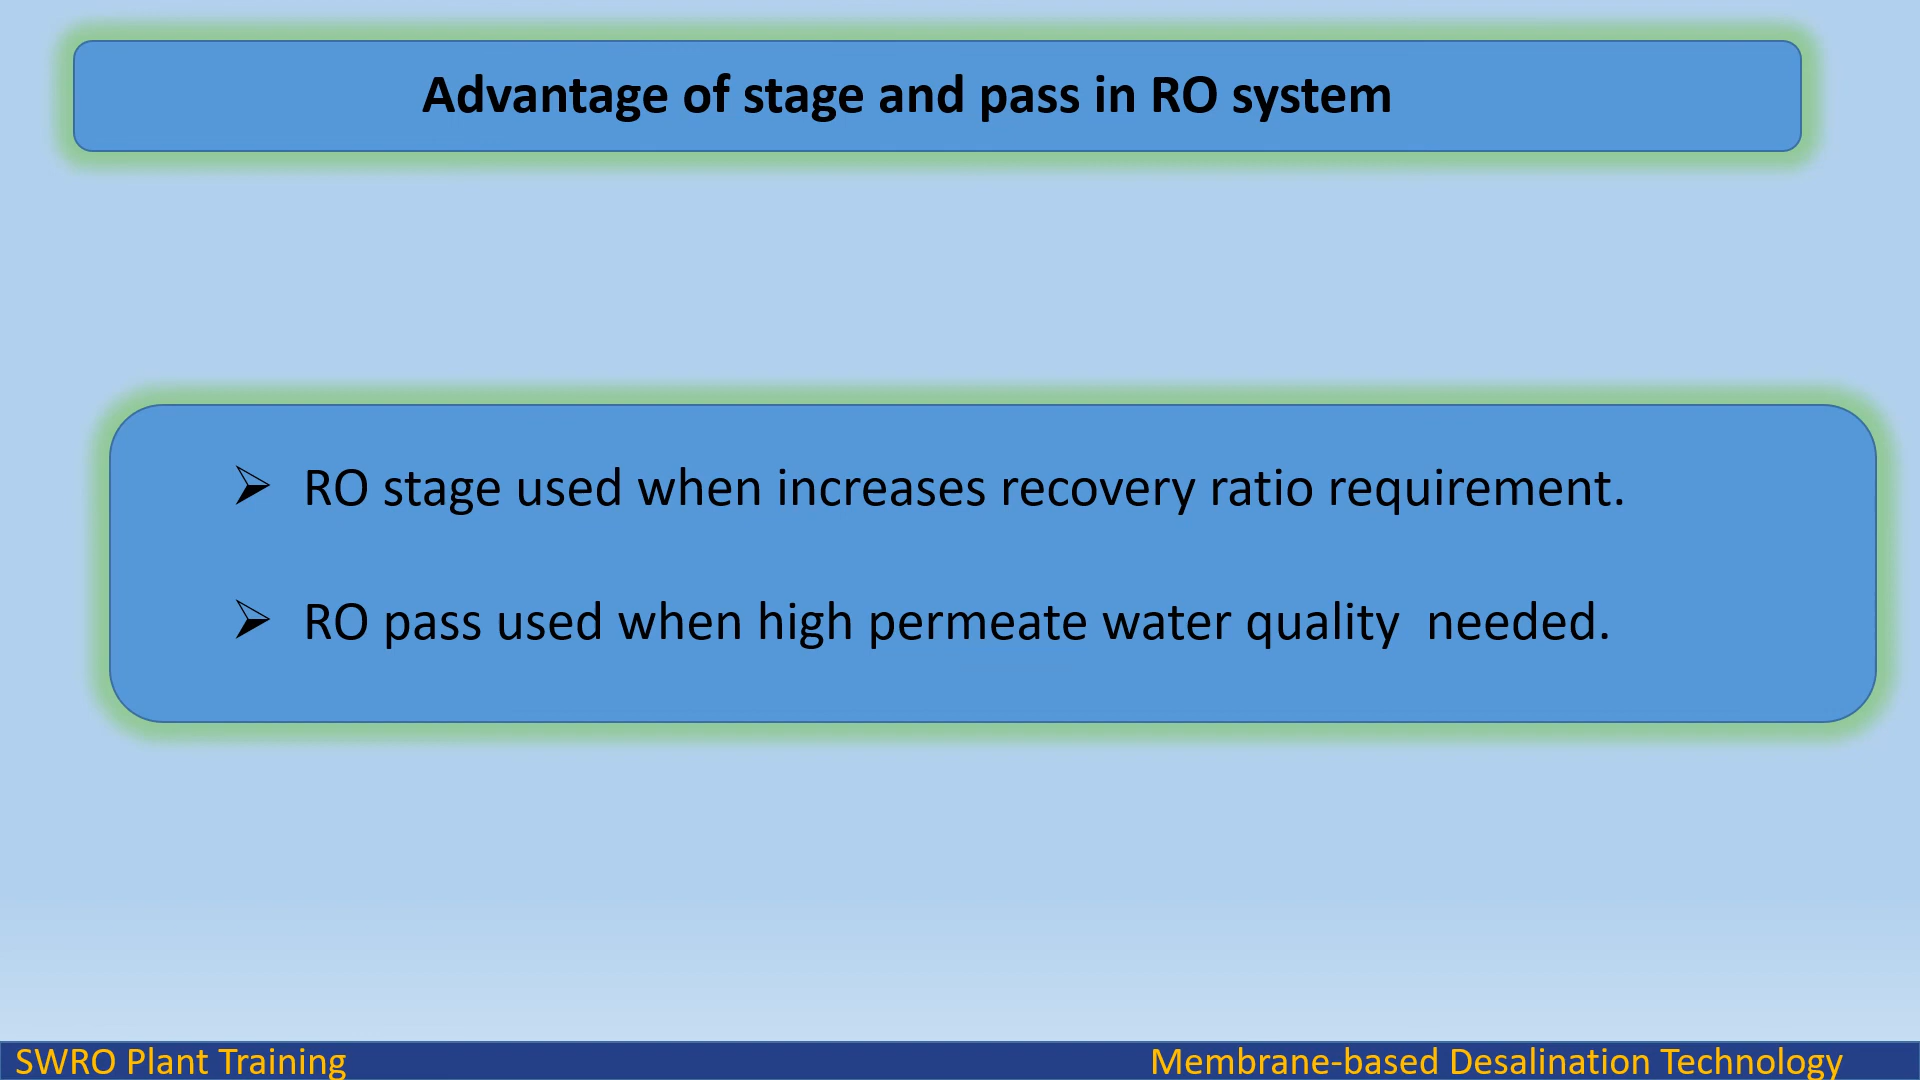 Advantage of stage and pass in RO system
➢ RO stage used when increases recovery ratio requirement.
➢ RO pass used when high permeate water quality  needed.
SWRO Plant Training
Membrane-based Desalination Technology